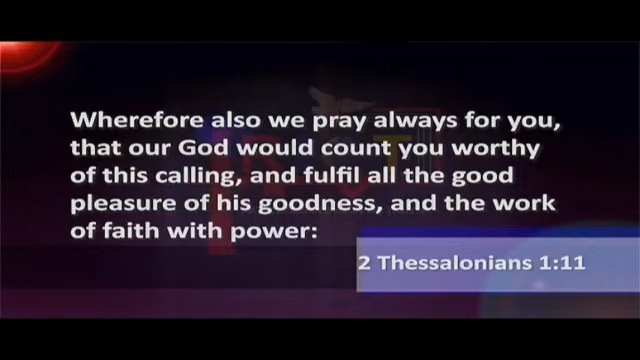 Wherefore also we pray always for you,
that our God would count you worthy
of this calling, and fulfil all the good
pleasure of his goodness, and the work
of faith with power:
2 Thessalonians 1:11